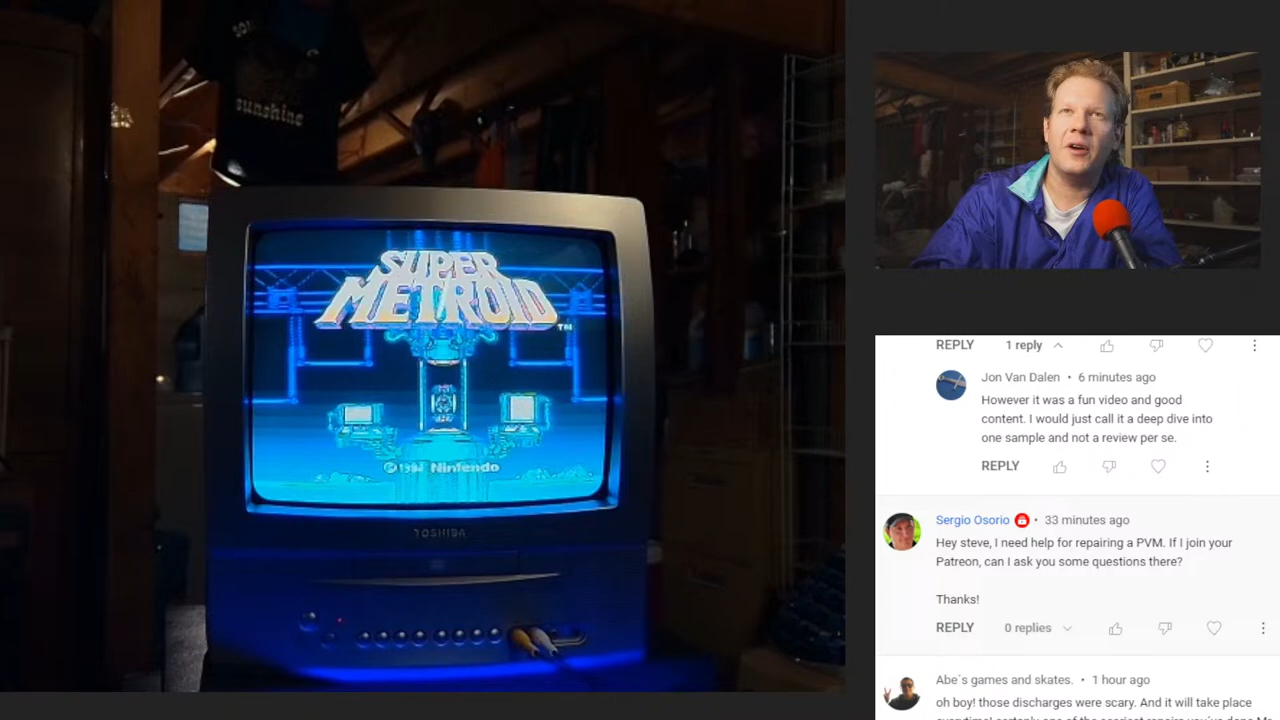 sunshine
SUPER
METROID
TM
Nintendo
TOSHIBA
REPLY 1 reply
Jon Van Dalen • 6 minutes ago
However it was a fun video and good
content. I would just call it a deep dive into
one sample and not a review per se.
REPLY
Sergio Osorio • 33 minutes ago
Hey steve, I need help for repairing a PVM. If I join your
Patreon, can I ask you some questions there?
Thanks!
REPLY 0 replies
Abe´s games and skates. • 1 hour ago
oh boy! those discharges were scary. And it will take place